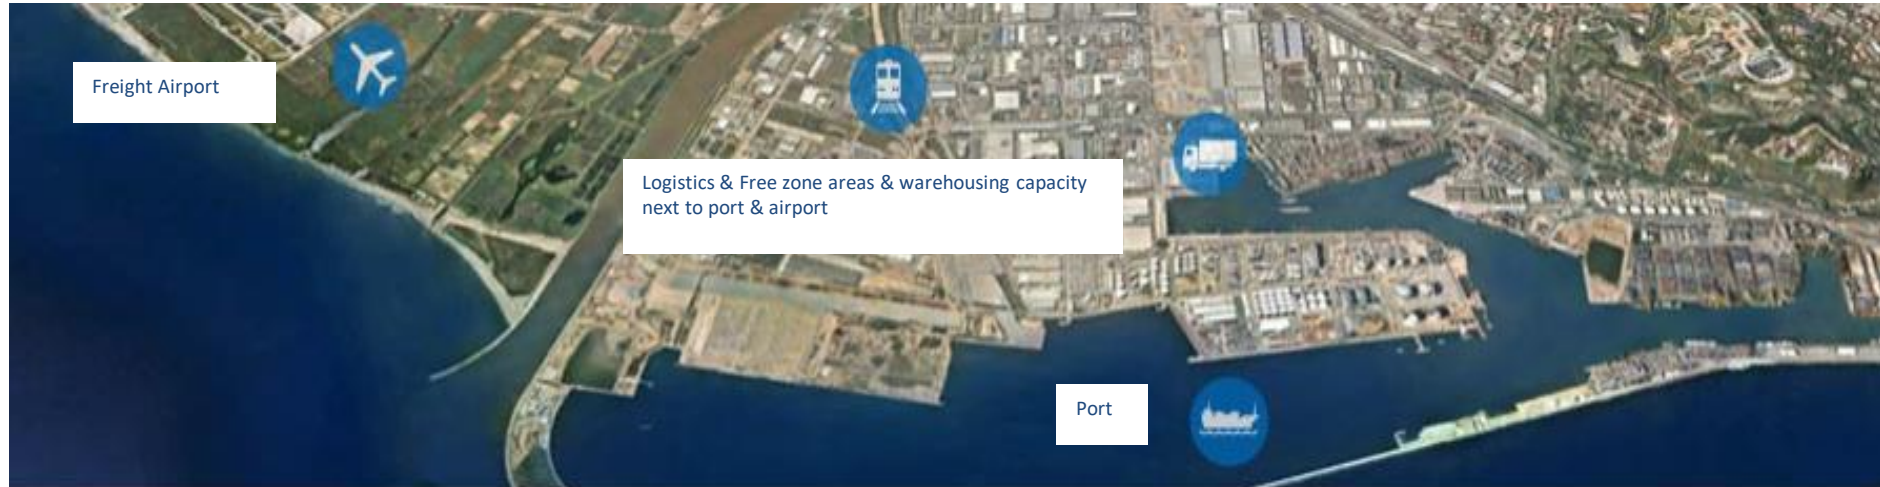 Freight Airport
Logistics & Free zone areas & warehousing capacity
next to port & airport
Port